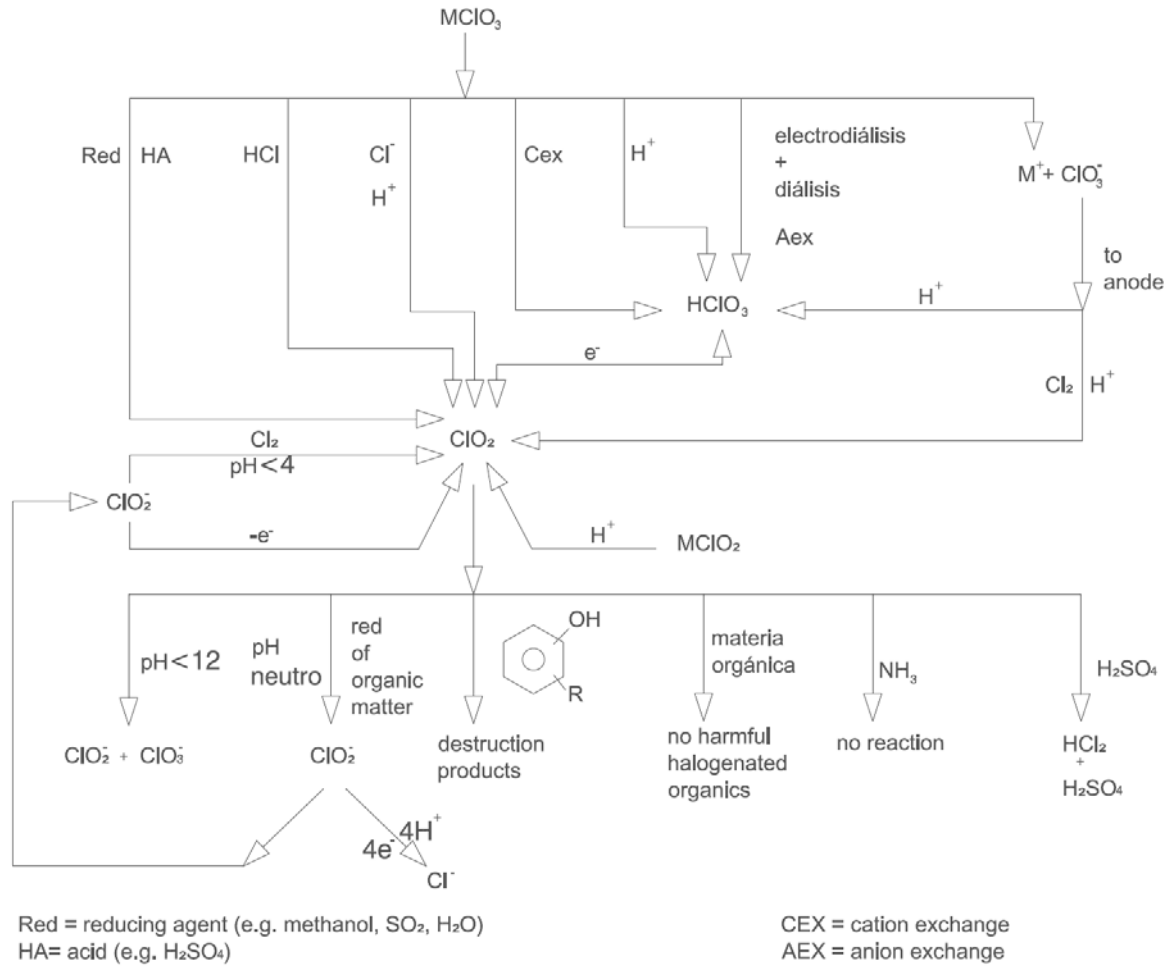 MClO₃
Red HA
HCl
Cl⁻
H⁺
Cex
H⁺
electrodiálisis
+
diálisis
Aex
M⁺+ ClO₃⁻
to
anode
HClO₃
H⁺
e⁻
Cl₂ H⁺
ClO₂
Cl₂
pH<4
ClO₂⁻
-e⁻
H⁺
MClO₂
pH<12
pH
neutro
red
of
organic
matter
OH
R
materia
orgánica
NH₃
H₂SO₄
ClO₂⁻ + ClO₃⁻
ClO₂⁻
destruction
products
no harmful
halogenated
organics
no reaction
HCl₂
+
H₂SO₄
4e⁻ 4H⁺
Cl⁻
Red = reducing agent (e.g. methanol, SO₂, H₂O)
HA= acid (e.g. H₂SO₄)
CEX = cation exchange
AEX = anion exchange